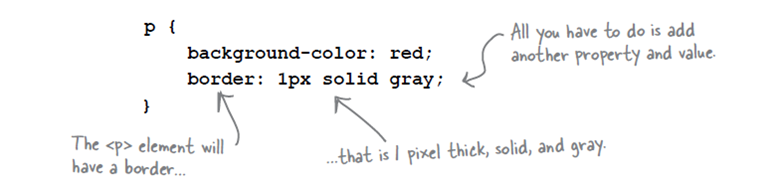 p {
background-color: red;
border: 1px solid gray;
}
All you have to do is add
another property and value.
The <p> element will
have a border...
...that is 1 pixel thick, solid, and gray.